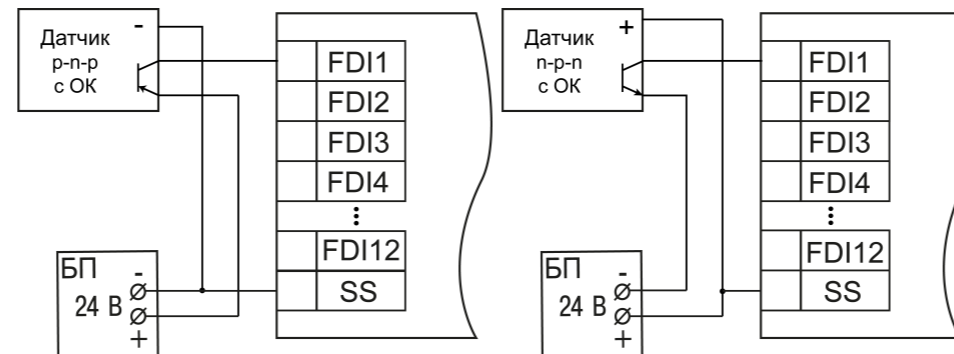 Датчик
p-n-p
с ОК
-
FDI1
FDI2
FDI3
FDI4
FDI12
SS
БП
-
24 В
+
Датчик
n-p-n
с ОК
+
FDI1
FDI2
FDI3
FDI4
FDI12
SS
БП
-
24 В
+